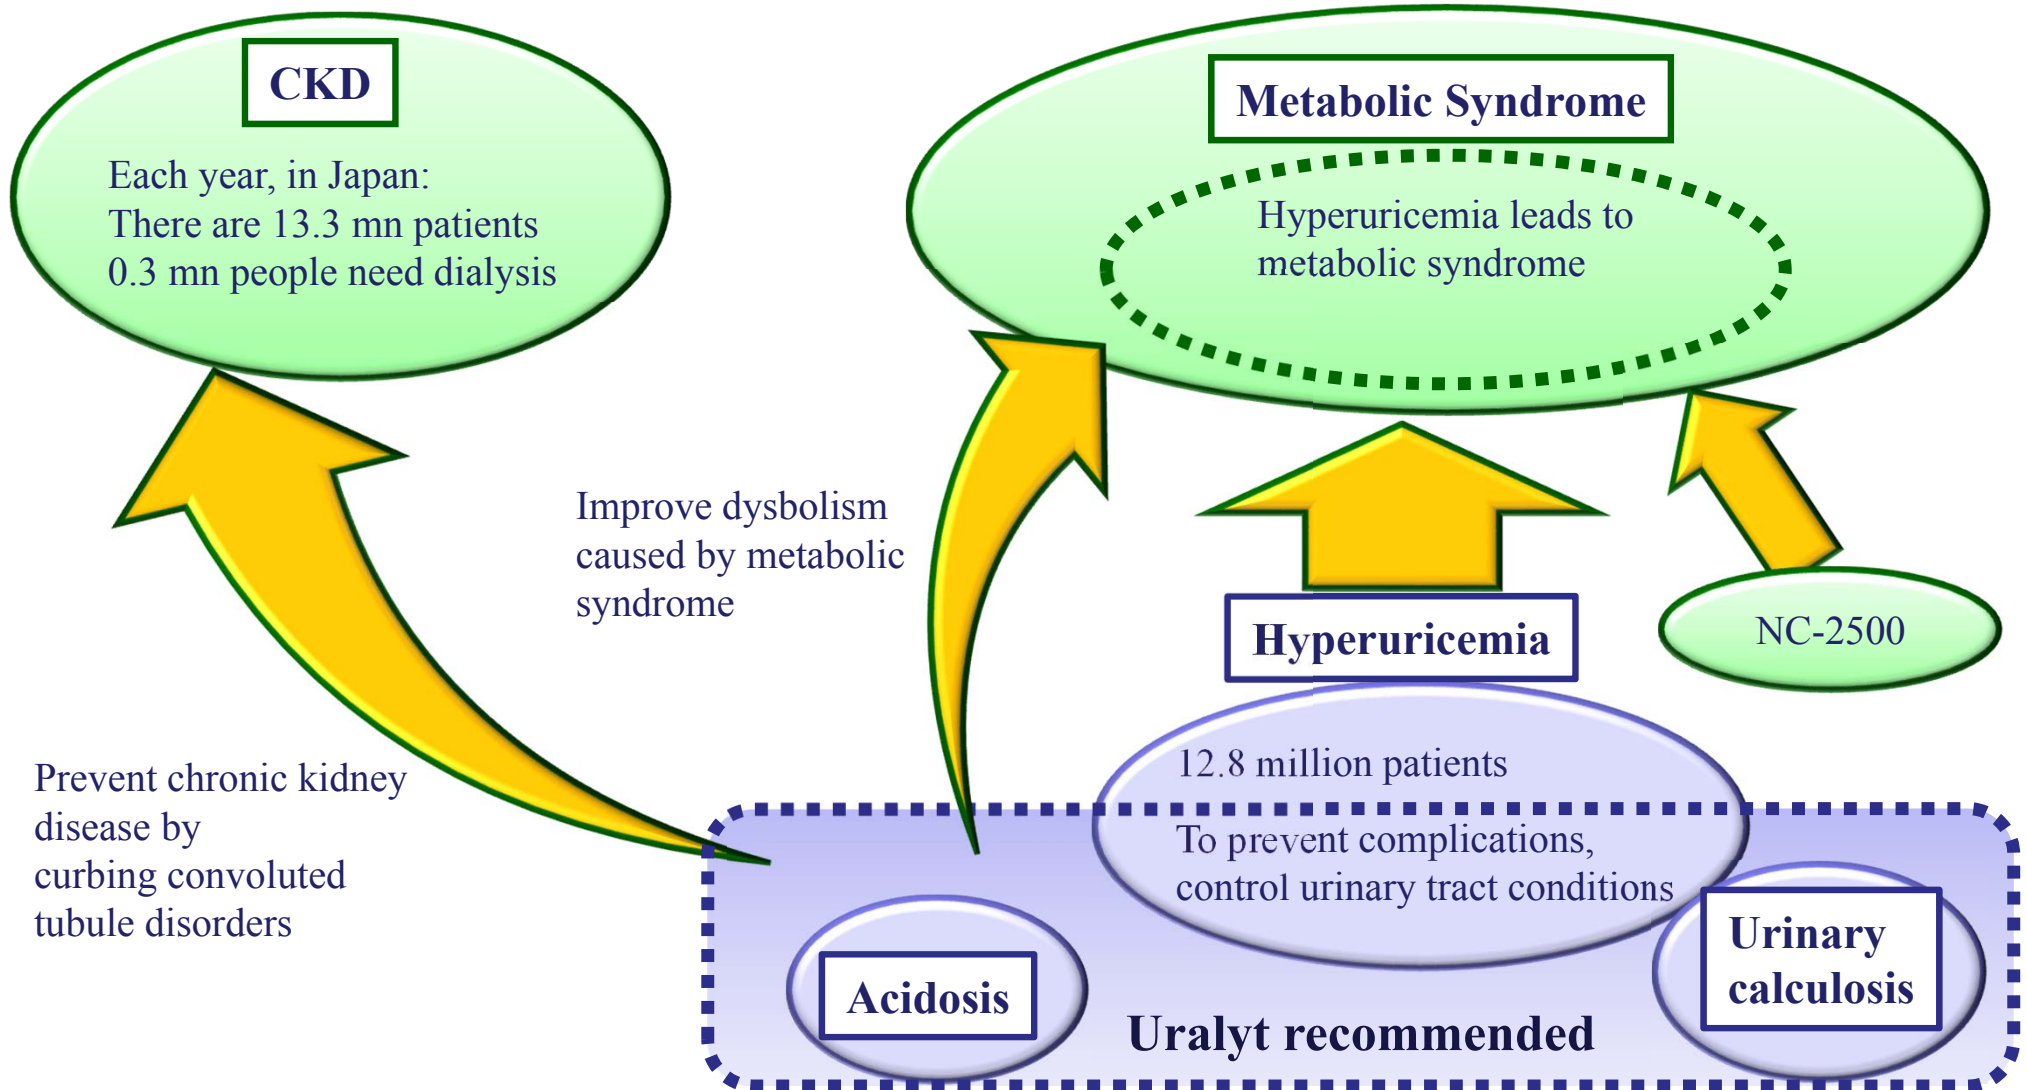 CKD
Each year, in Japan:
There are 13.3 mn patients
0.3 mn people need dialysis
Metabolic Syndrome
Hyperuricemia leads to
metabolic syndrome
Improve dysbolism
caused by metabolic
syndrome
Hyperuricemia
NC-2500
Prevent chronic kidney
disease by
curbing convoluted
tubule disorders
12.8 million patients
To prevent complications,
control urinary tract conditions
Acidosis
Urinary
calculosis
Uralyt recommended